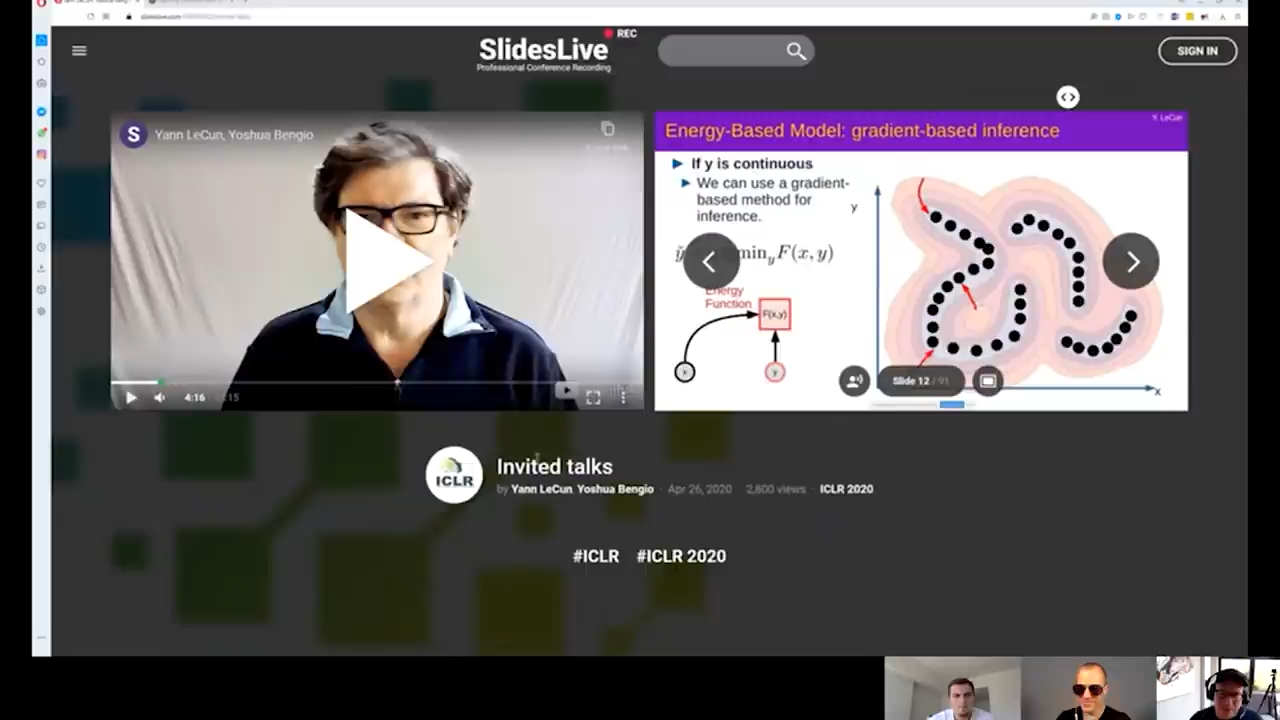 REC
SlidesLive
Professional Conference Recording
SIGN IN
S
Yann LeCun, Yoshua Bengio
Y. LeCun
Energy-Based Model: gradient-based inference
If y is continuous
We can use a gradient-
based method for
inference.
y
min_y F(x, y)
Energy
Function
F(x,y)
x
y
Slide 12 / 91
x
4:16
ICLR
Invited talks
by Yann LeCun, Yoshua Bengio · Apr 26, 2020 · 2,800 views · ICLR 2020
#ICLR #ICLR 2020